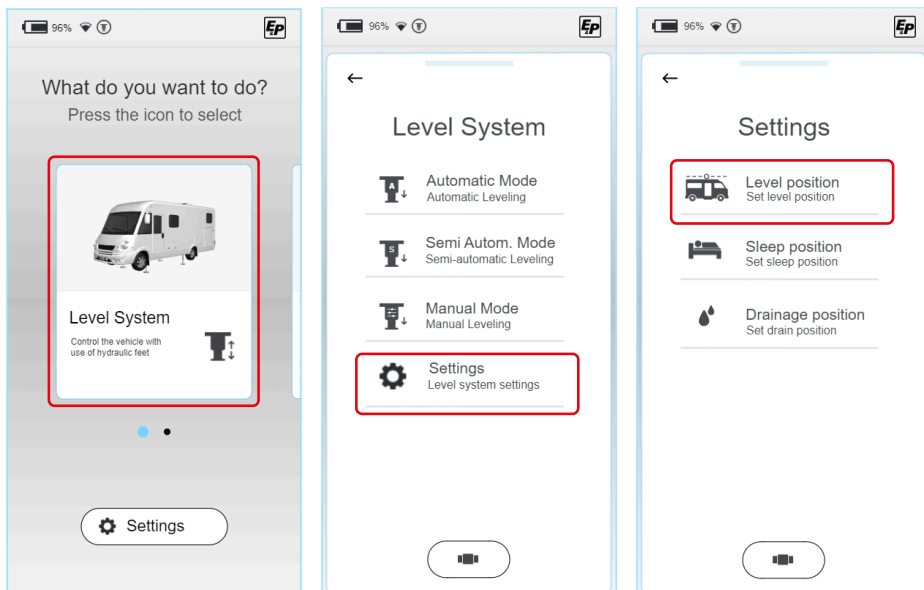 96%
EP
What do you want to do?
Press the icon to select
Level System
Control the vehicle with
use of hydraulic feet
Settings
96%
EP
Level System
A
Automatic Mode
Automatic Leveling
S
Semi Autom. Mode
Semi-automatic Leveling
Manual Mode
Manual Leveling
Settings
Level system settings
96%
EP
Settings
Level position
Set level position
Sleep position
Set sleep position
Drainage position
Set drain position